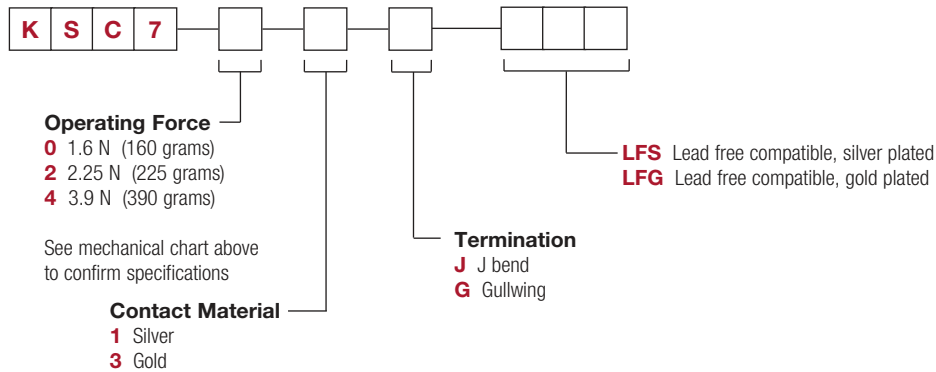 K S C 7
Operating Force
0 1.6 N (160 grams)
2 2.25 N (225 grams)
4 3.9 N (390 grams)
See mechanical chart above
to confirm specifications
Contact Material
1 Silver
3 Gold
Termination
J J bend
G Gullwing
LFS Lead free compatible, silver plated
LFG Lead free compatible, gold plated